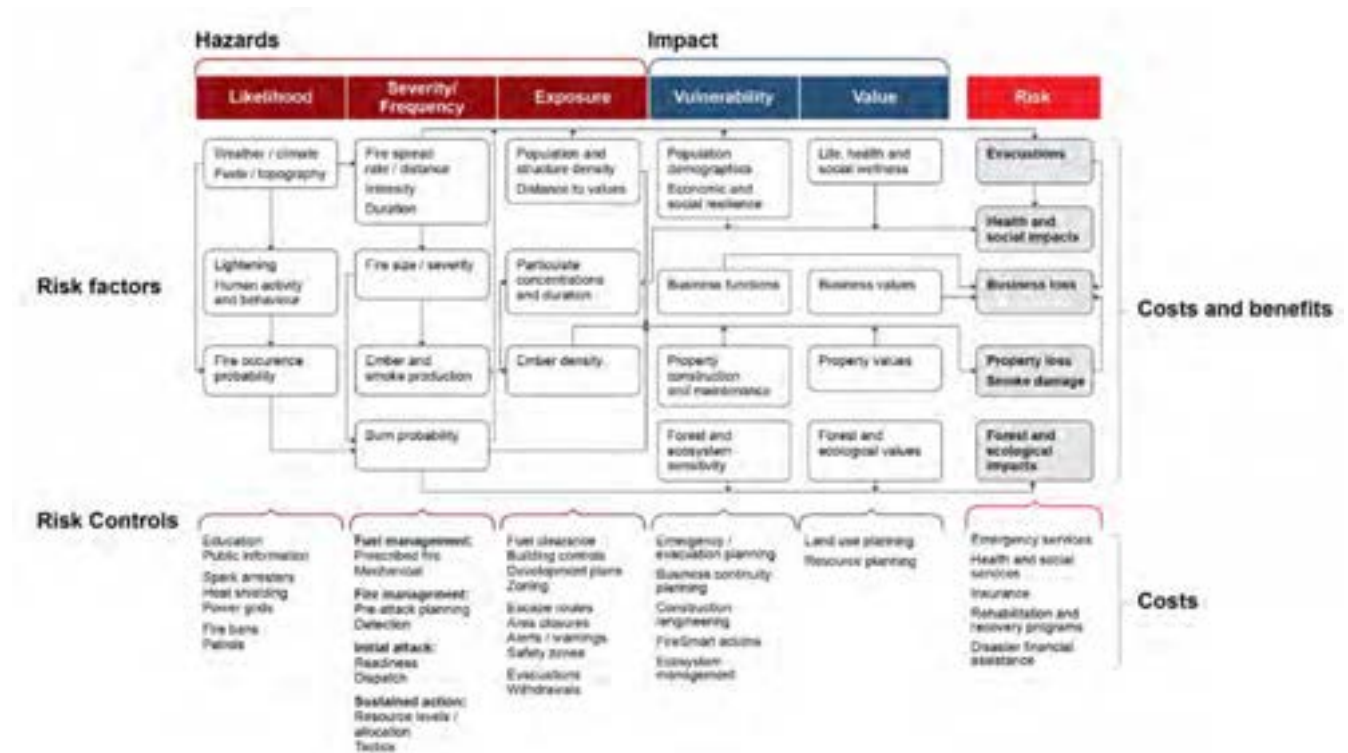 Hazards
Impact
Likelihood
Severity/
Frequency
Exposure
Vulnerability
Value
Risk
Risk factors
Weather / climate
Fuels / topography
Fire spread
rate / distance
Intensity
Duration
Population and
structure density
Distance to values
Population
demographics
Economic and
social resilience
Life, health and
social wellness
Evacuations
Health and
social impacts
Lightening
Human activity
and behaviour
Fire size / severity
Particulate
concentrations
and duration
Business functions
Business values
Business loss
Costs and benefits
Fire occurence
probability
Ember and
smoke production
Ember density
Property
construction
and maintenance
Property values
Property loss
Smoke damage
Burn probability
Forest and
ecosystem
sensitivity
Forest and
ecological values
Forest and
ecological
impacts
Risk Controls
Education
Public information
Spark arresters
Heat shielding
Power grids
Fire bans
Patrols
Fuel management:
Prescribed fire
Mechanical
Fire management:
Pre-attack planning
Detection
Initial attack:
Readiness
Dispatch
Sustained action:
Resource levels /
allocation
Tactics
Fuel clearance
Building controls
Development plans
Zoning
Escape routes
Area closures
Alerts / warnings
Safety zones
Evacuations
Withdrawals
Emergency /
evacuation planning
Business continuity
planning
Construction
/engineering
FireSmart actions
Ecosystem
management
Land use planning
Resource planning
Emergency services
Health and social
services
Insurance
Rehabilitation and
recovery programs
Disaster financial
assistance
Costs